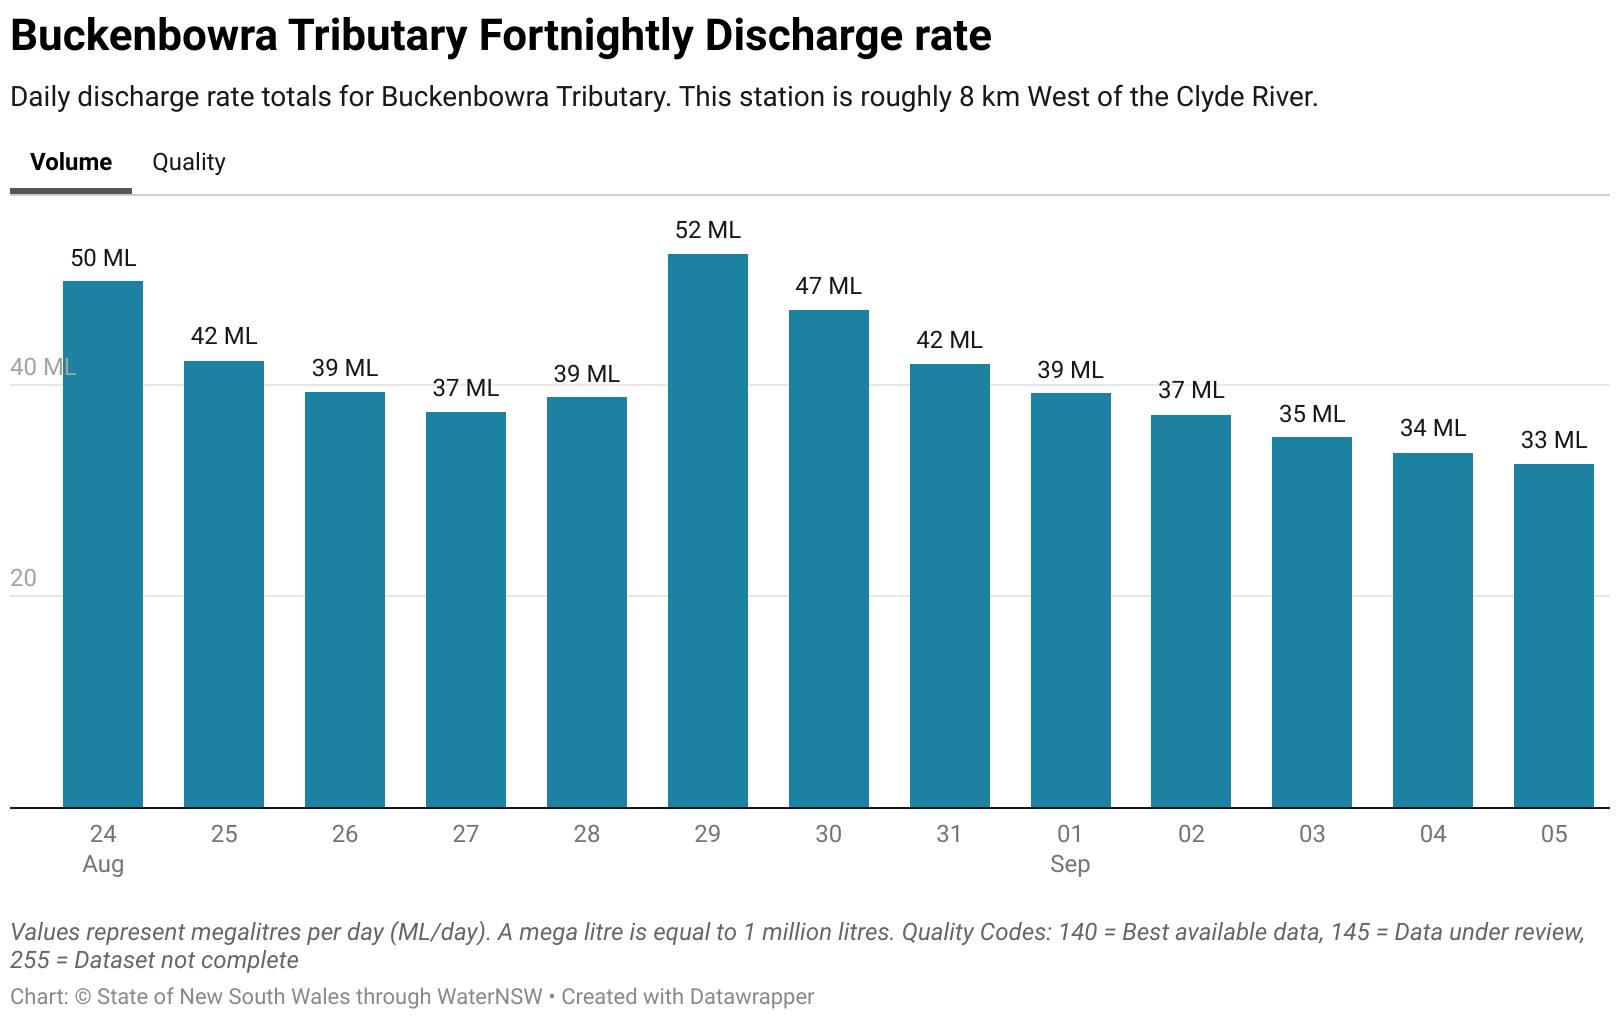 Buckenbowra Tributary Fortnightly Discharge rate
Daily discharge rate totals for Buckenbowra Tributary. This station is roughly 8 km West of the Clyde River.
Volume Quality
52 ML
50 ML
47 ML
42 ML
42 ML
40 ML
39 ML
39 ML
39 ML
37 ML
37 ML
35 ML
34 ML
33 ML
20
24 25 26 27 28 29 30 31 01 02 03 04 05
Aug Sep
Values represent megalitres per day (ML/day). A mega litre is equal to 1 million litres. Quality Codes: 140 = Best available data, 145 = Data under review,
255 = Dataset not complete
Chart: © State of New South Wales through WaterNSW • Created with Datawrapper